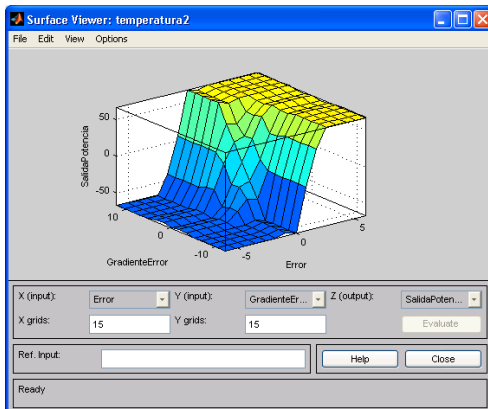 Surface Viewer: temperatura2
File Edit View Options
50
0
-50
SalidaPotencia
10
0
-10
GradienteError
-5
0
5
Error
X (input): Error Y (input): GradienteEr... Z (output): SalidaPoten...
X grids: 15 Y grids: 15 Evaluate
Ref. Input: Help Close
Ready